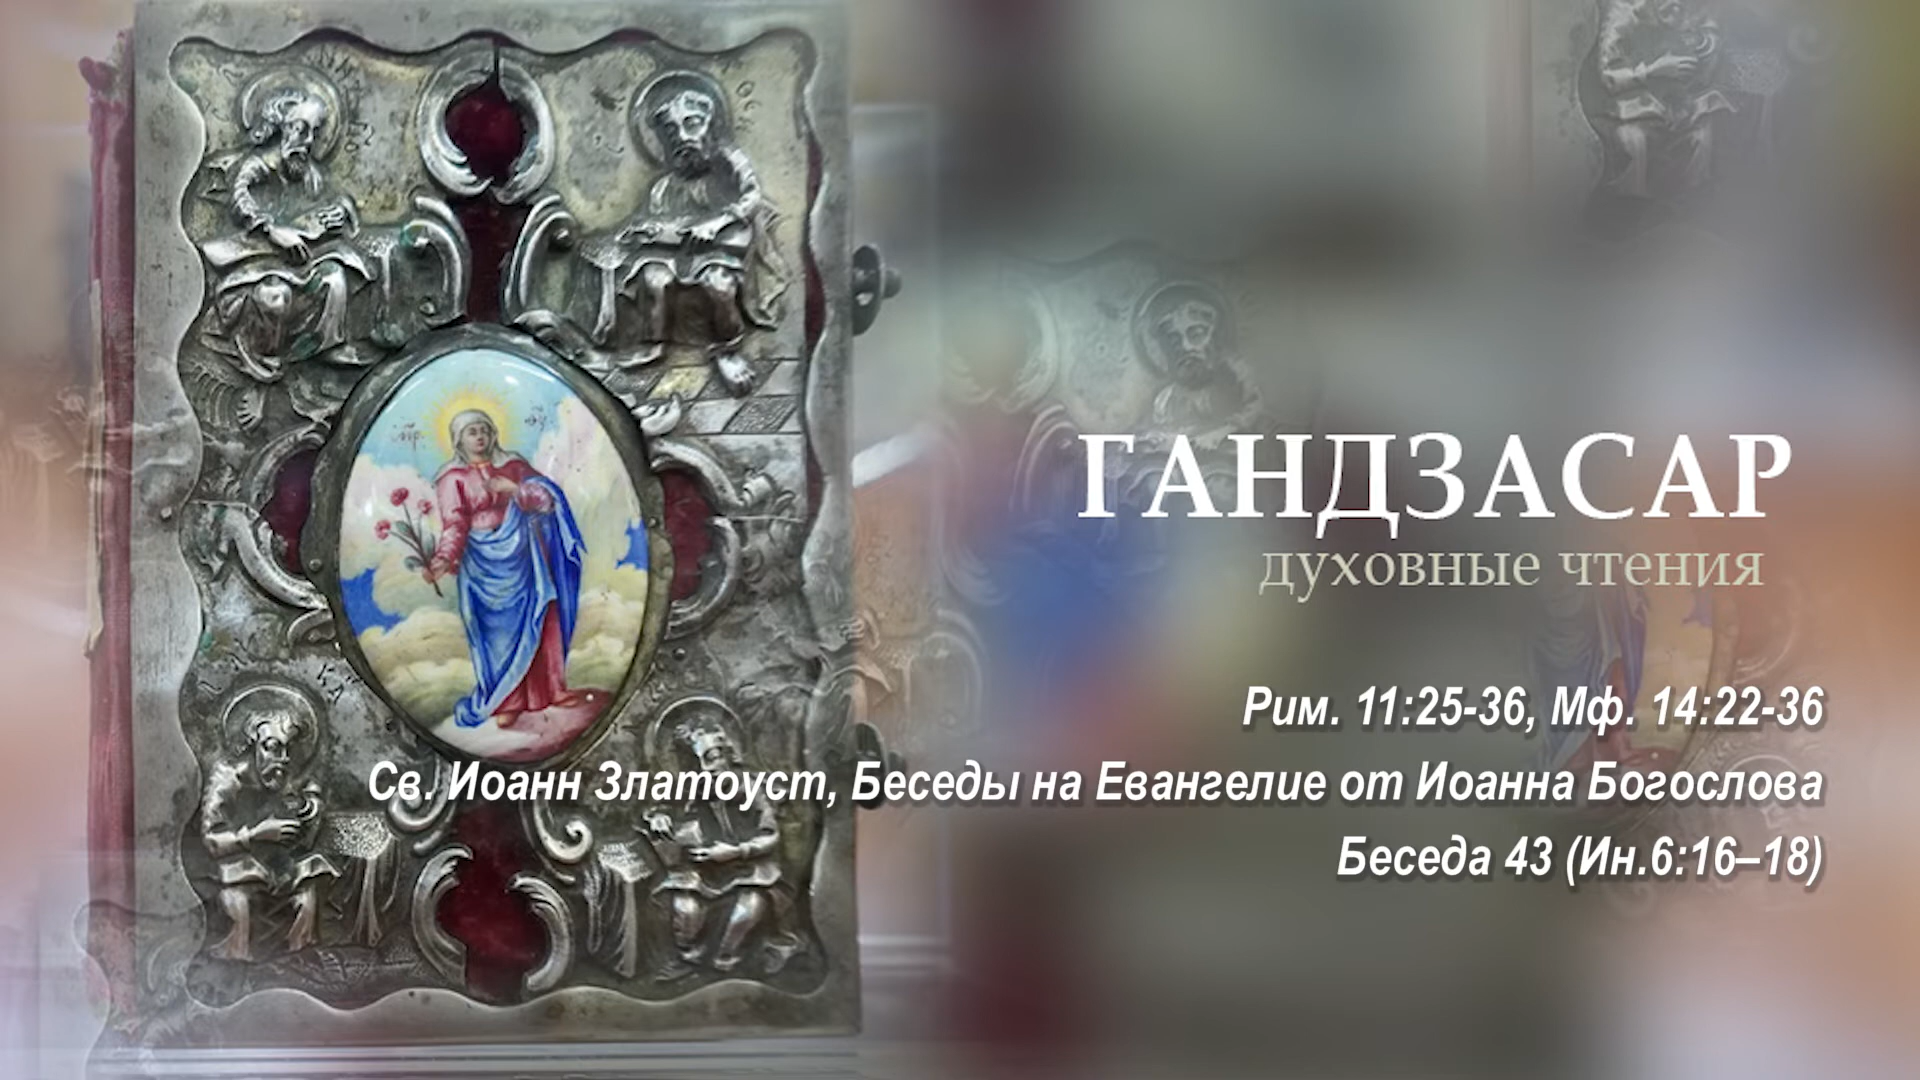 ГАНДЗАСАР
духовные чтения
Рим. 11:25-36, Мф. 14:22-36
Св. Иоанн Златоуст, Беседы на Евангелие от Иоанна Богослова
Беседа 43 (Ин.6:16–18)